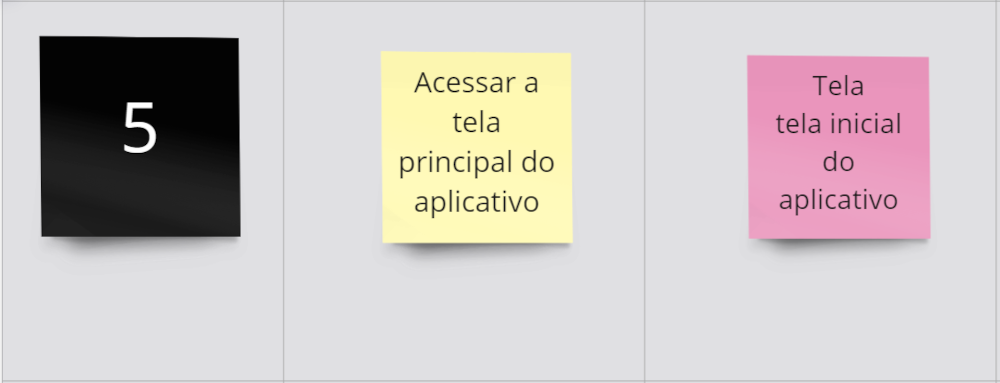 5
Acessar a
tela
principal do
aplicativo
Tela
tela inicial
do
aplicativo